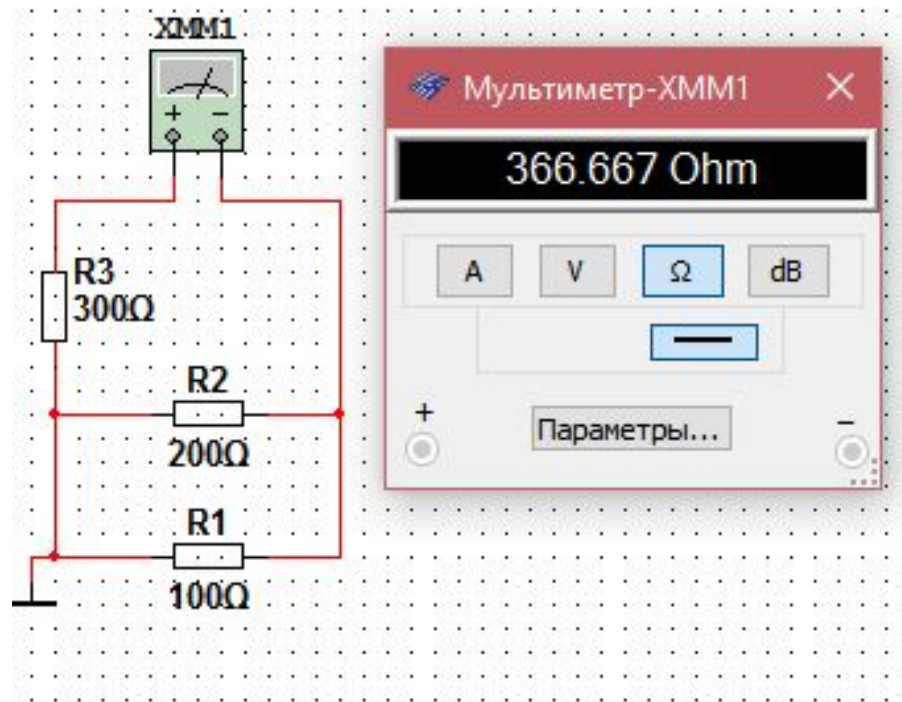 XMM1
+ −
R3
300Ω
R2
200Ω
R1
100Ω
Мультиметр-XMM1
366.667 Ohm
A V Ω dB
+ −
Параметры...